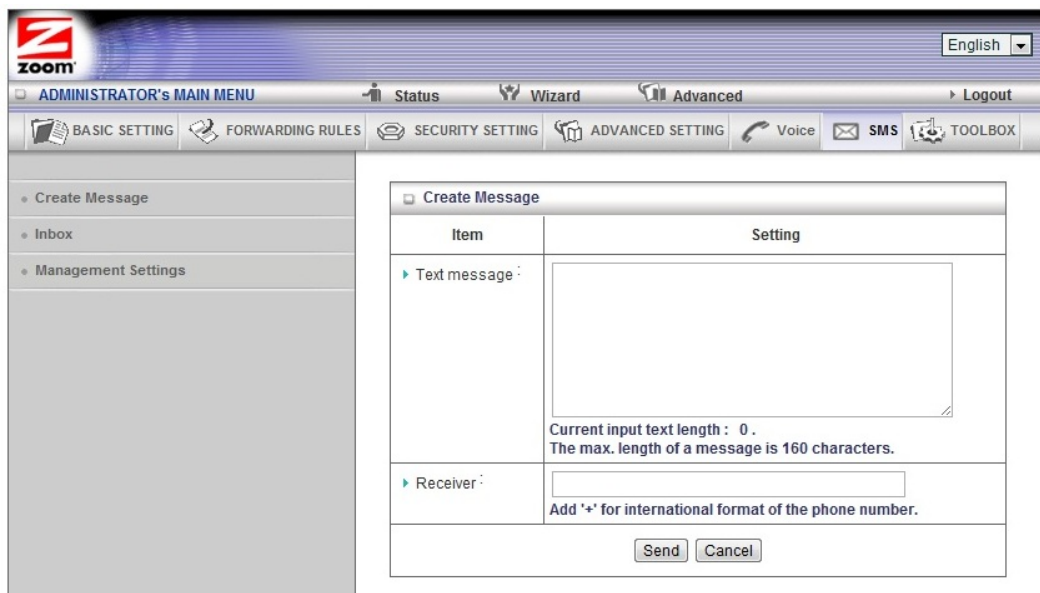 zoom
English
ADMINISTRATOR's MAIN MENU Status Wizard Advanced Logout
BASIC SETTING FORWARDING RULES SECURITY SETTING ADVANCED SETTING Voice SMS TOOLBOX
Create Message
Inbox
Management Settings
Create Message
Item Setting
Text message :
Current input text length : 0 .
The max. length of a message is 160 characters.
Receiver :
Add '+' for international format of the phone number.
Send Cancel